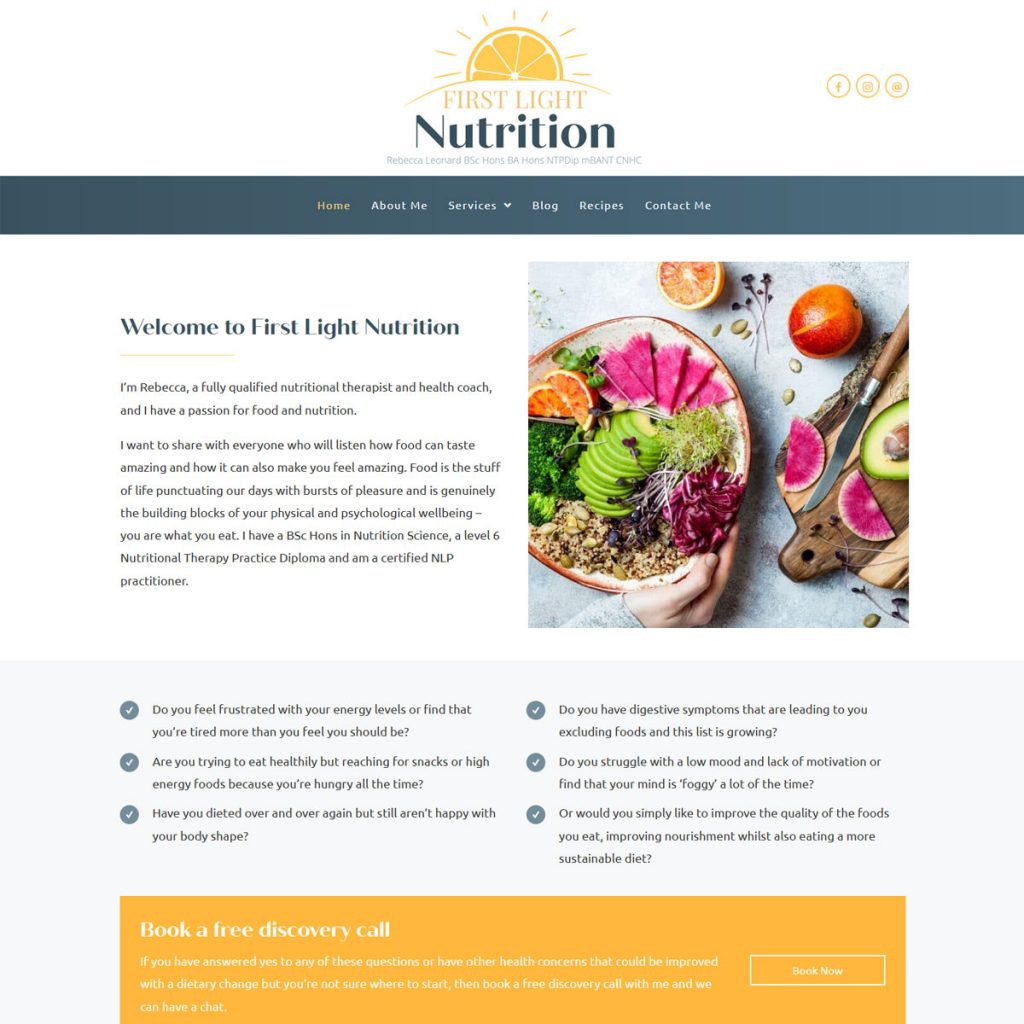 FIRST LIGHT
Nutrition
Rebecca Leonard BSc Hons BA Hons NTPDip mBANT CNHC
Home About Me Services Blog Recipes Contact Me
Welcome to First Light Nutrition
I'm Rebecca, a fully qualified nutritional therapist and health coach,
and I have a passion for food and nutrition.
I want to share with everyone who will listen how food can taste
amazing and how it can also make you feel amazing. Food is the stuff
of life punctuating our days with bursts of pleasure and is genuinely
the building blocks of your physical and psychological wellbeing –
you are what you eat. I have a BSc Hons in Nutrition Science, a level 6
Nutritional Therapy Practice Diploma and am a certified NLP
practitioner.
Do you feel frustrated with your energy levels or find that
you're tired more than you feel you should be?
Are you trying to eat healthily but reaching for snacks or high
energy foods because you're hungry all the time?
Have you dieted over and over again but still aren't happy with
your body shape?
Do you have digestive symptoms that are leading to you
excluding foods and this list is growing?
Do you struggle with a low mood and lack of motivation or
find that your mind is 'foggy' a lot of the time?
Or would you simply like to improve the quality of the foods
you eat, improving nourishment whilst also eating a more
sustainable diet?
Book a free discovery call
If you have answered yes to any of these questions or have other health concerns that could be improved
with a dietary change but you're not sure where to start, then book a free discovery call with me and we
can have a chat.
Book Now